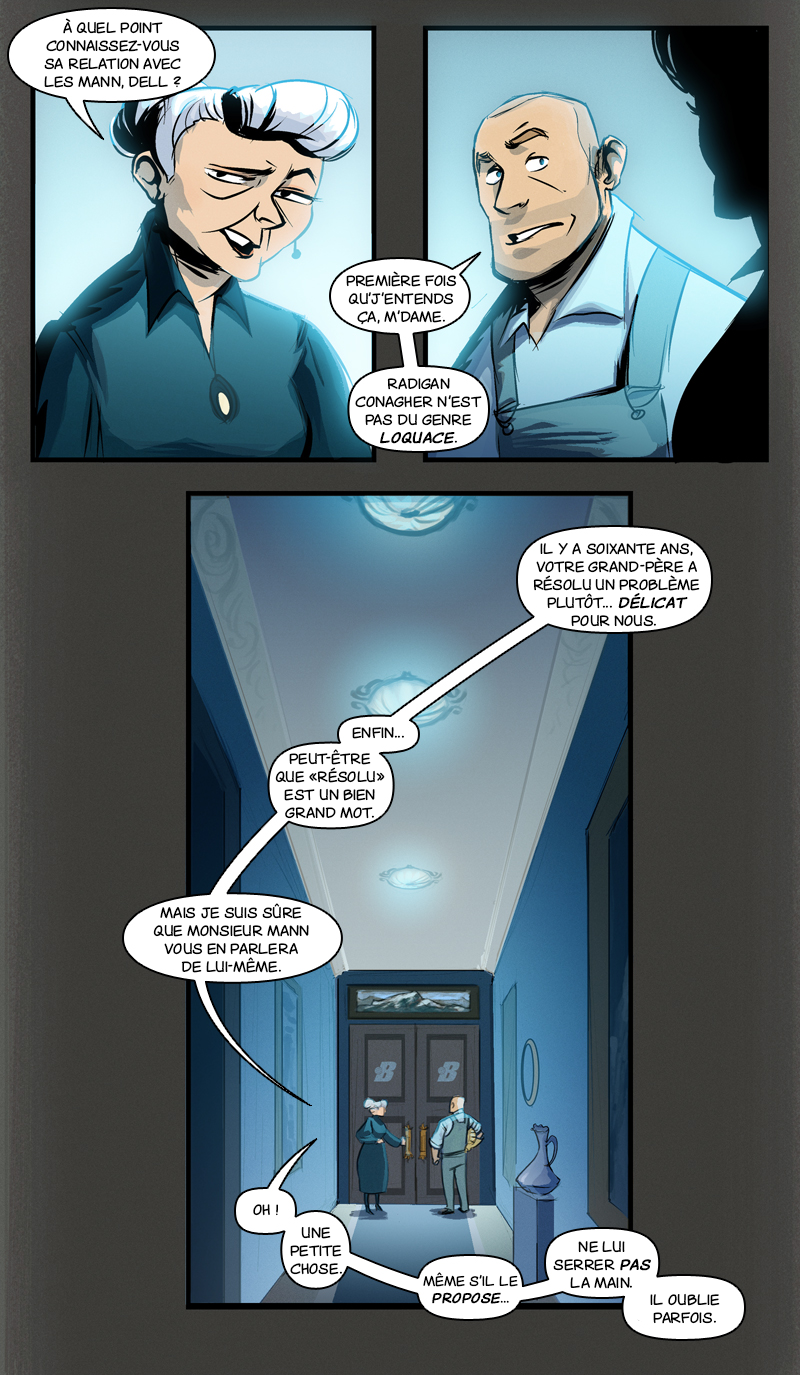 À QUEL POINT
CONNAISSEZ-VOUS
SA RELATION AVEC
LES MANN, DELL ?
PREMIÈRE FOIS
QU'J'ENTENDS
ÇA, M'DAME.
RADIGAN
CONAGHER N'EST
PAS DU GENRE
LOQUACE.
IL Y A SOIXANTE ANS,
VOTRE GRAND-PÈRE A
RÉSOLU UN PROBLÈME
PLUTÔT... DÉLICAT
POUR NOUS.
ENFIN...
PEUT-ÊTRE
QUE «RÉSOLU»
EST UN BIEN
GRAND MOT.
MAIS JE SUIS SÛRE
QUE MONSIEUR MANN
VOUS EN PARLERA
DE LUI-MÊME.
B B
OH !
UNE
PETITE
CHOSE.
MÊME S'IL LE
PROPOSE...
NE LUI
SERRER PAS
LA MAIN.
IL OUBLIE
PARFOIS.